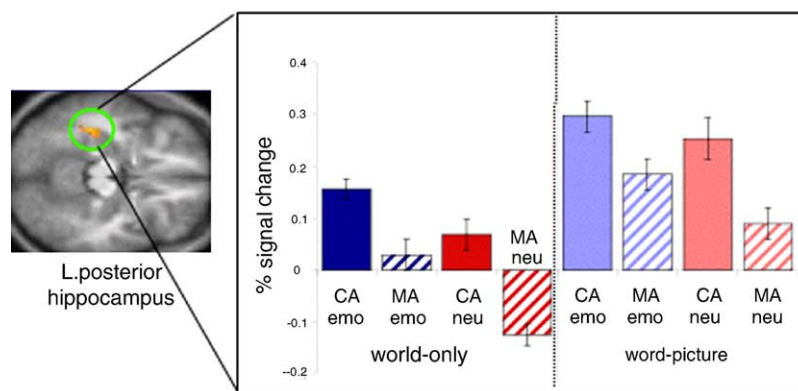 L.posterior
hippocampus
% signal change
0.4
0.3
0.2
0.1
0
-0.1
--0.2
CA
emo
MA
emo
CA
neu
MA
neu
world-only
CA
emo
MA
emo
CA
neu
MA
neu
word-picture